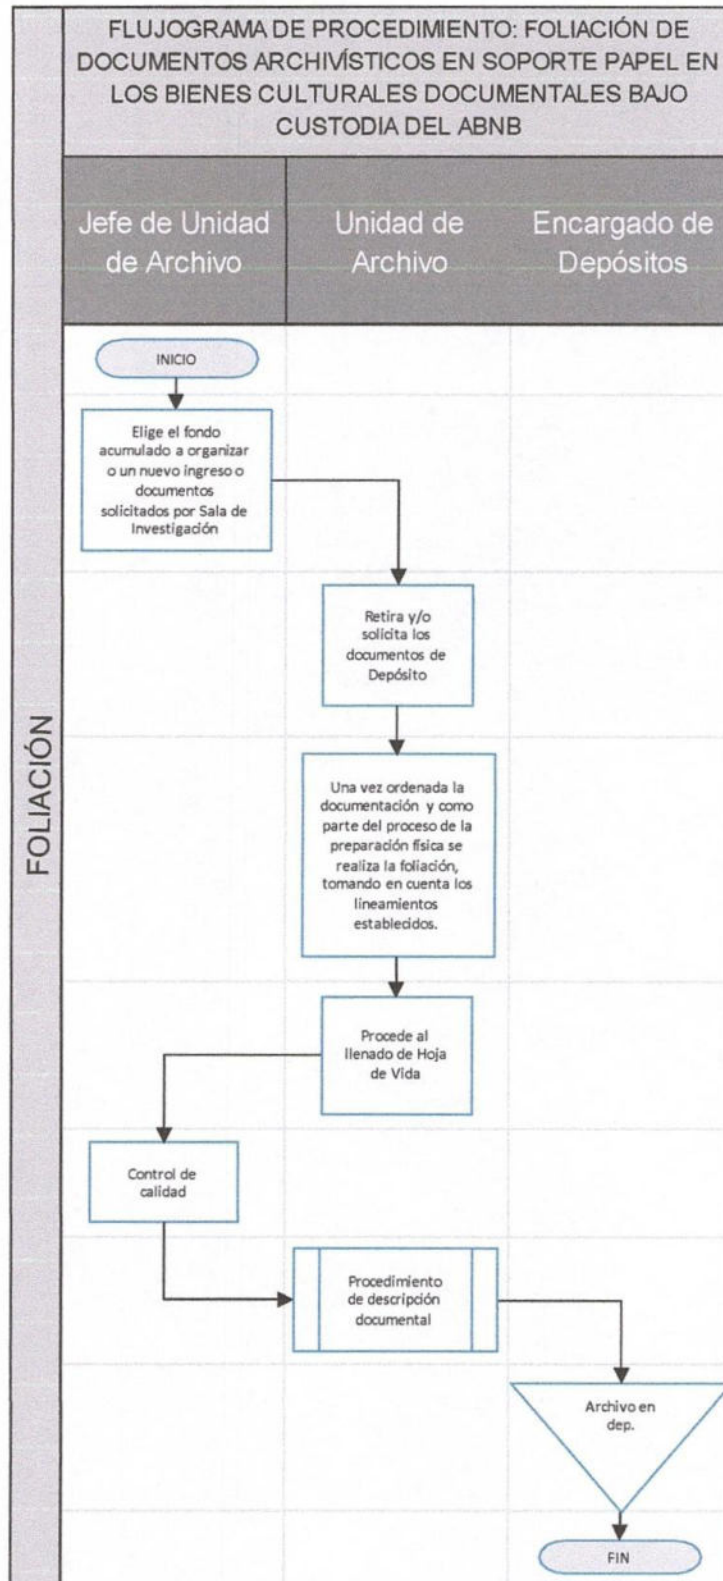 FLUJOGRAMA DE PROCEDIMIENTO: FOLIACIÓN DE
DOCUMENTOS ARCHIVÍSTICOS EN SOPORTE PAPEL EN
LOS BIENES CULTURALES DOCUMENTALES BAJO
CUSTODIA DEL ABNB
Jefe de Unidad
de Archivo
Unidad de
Archivo
Encargado de
Depósitos
FOLIACIÓN
INICIO
Elige el fondo
acumulado a organizar
o un nuevo ingreso o
documentos
solicitados por Sala de
Investigación
Retira y/o
solicita los
documentos de
Depósito
Una vez ordenada la
documentación y como
parte del proceso de la
preparación física se
realiza la foliación,
tomando en cuenta los
lineamientos
establecidos.
Procede al
llenado de Hoja
de Vida
Control de
calidad
Procedimiento
de descripción
documental
Archivo en
dep.
FIN